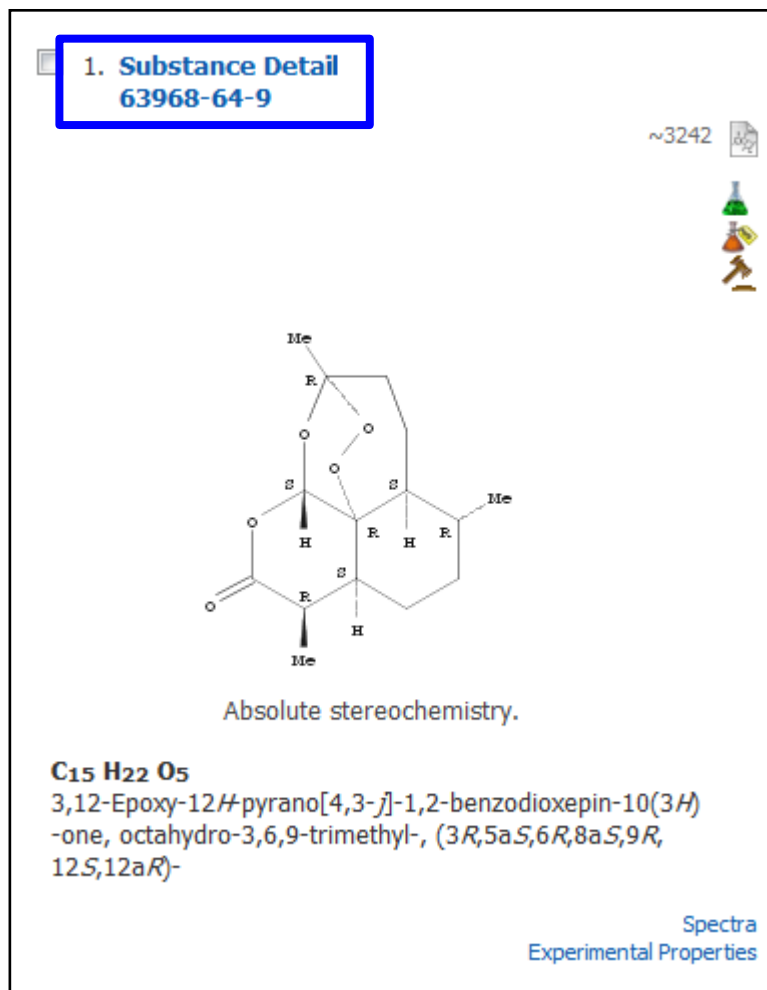 1. Substance Detail
63968-64-9
~3242
Me
R
O
O
O
S
S
Me
O
H
R
H
R
S
O
R
H
Me
Absolute stereochemistry.
C15 H22 O5
3,12-Epoxy-12H-pyrano[4,3-j]-1,2-benzodioxepin-10(3H)
-one, octahydro-3,6,9-trimethyl-, (3R,5aS,6R,8aS,9R,
12S,12aR)-
Spectra
Experimental Properties